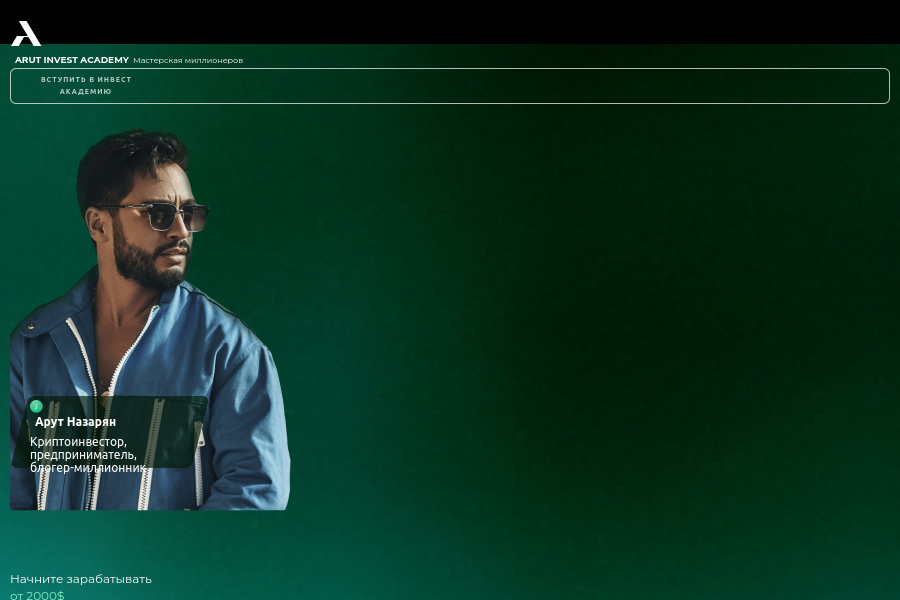 ARUT INVEST ACADEMY Мастерская миллионеров
ВСТУПИТЬ В ИНВЕСТ
АКАДЕМИЮ
Арут Назарян
Криптоинвестор,
предприниматель,
блогер-миллионник
Начните зарабатывать
от 2000$